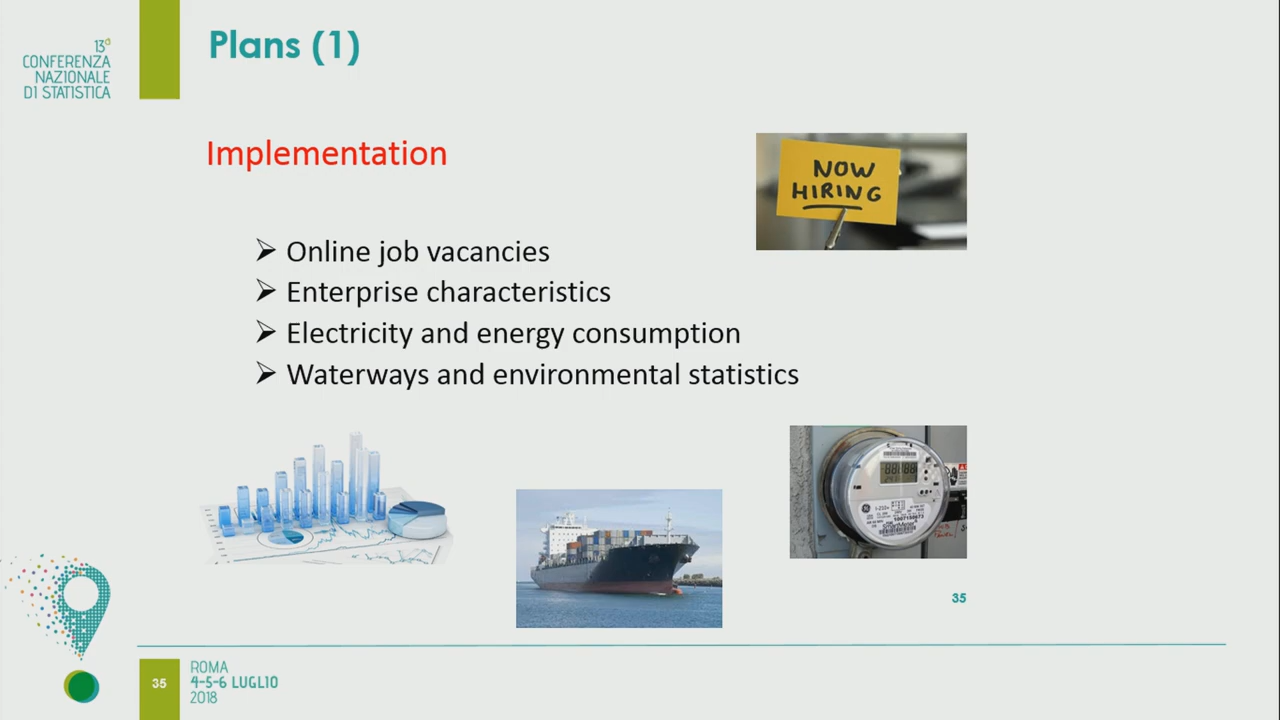 13°
CONFERENZA
NAZIONALE
DI STATISTICA
Plans (1)
Implementation
NOW
HIRING
➢ Online job vacancies
➢ Enterprise characteristics
➢ Electricity and energy consumption
➢ Waterways and environmental statistics
35
35
ROMA
4-5-6 LUGLIO
2018